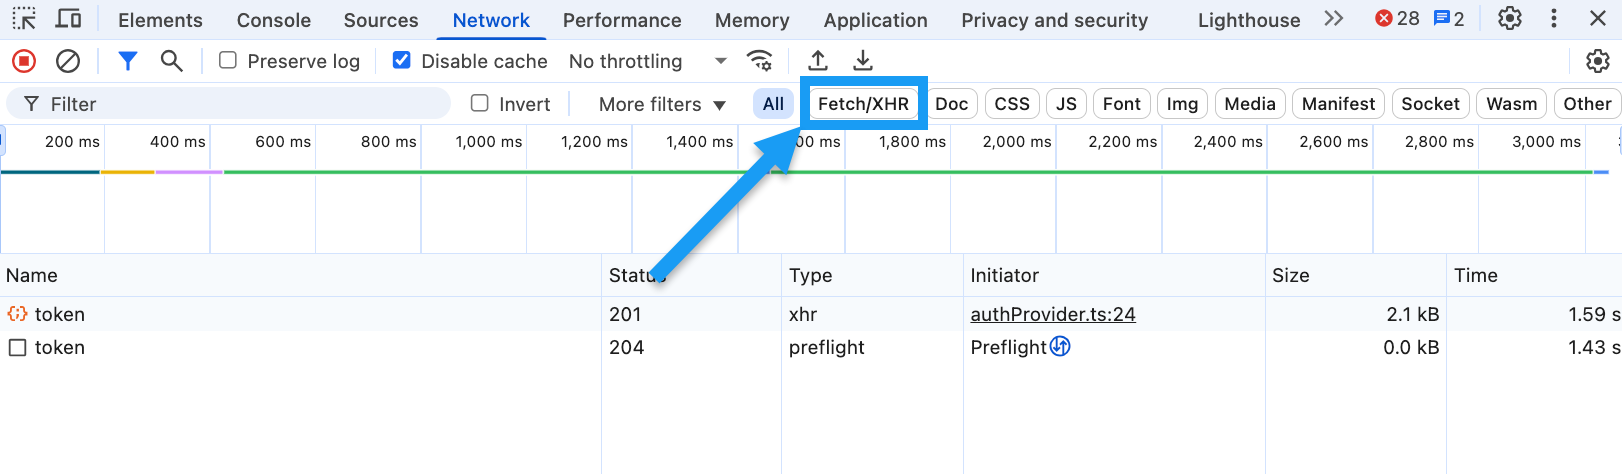 Elements Console Sources Network Performance Memory Application Privacy and security Lighthouse 28 2
Preserve log Disable cache No throttling
Filter Invert More filters All Fetch/XHR Doc CSS JS Font Img Media Manifest Socket Wasm Other
200 ms 400 ms 600 ms 800 ms 1,000 ms 1,200 ms 1,400 ms 00 ms 1,800 ms 2,000 ms 2,200 ms 2,400 ms 2,600 ms 2,800 ms 3,000 ms
Name Status Type Initiator Size Time
token 201 xhr authProvider.ts:24 2.1 kB 1.59 s
token 204 preflight Preflight 0.0 kB 1.43 s